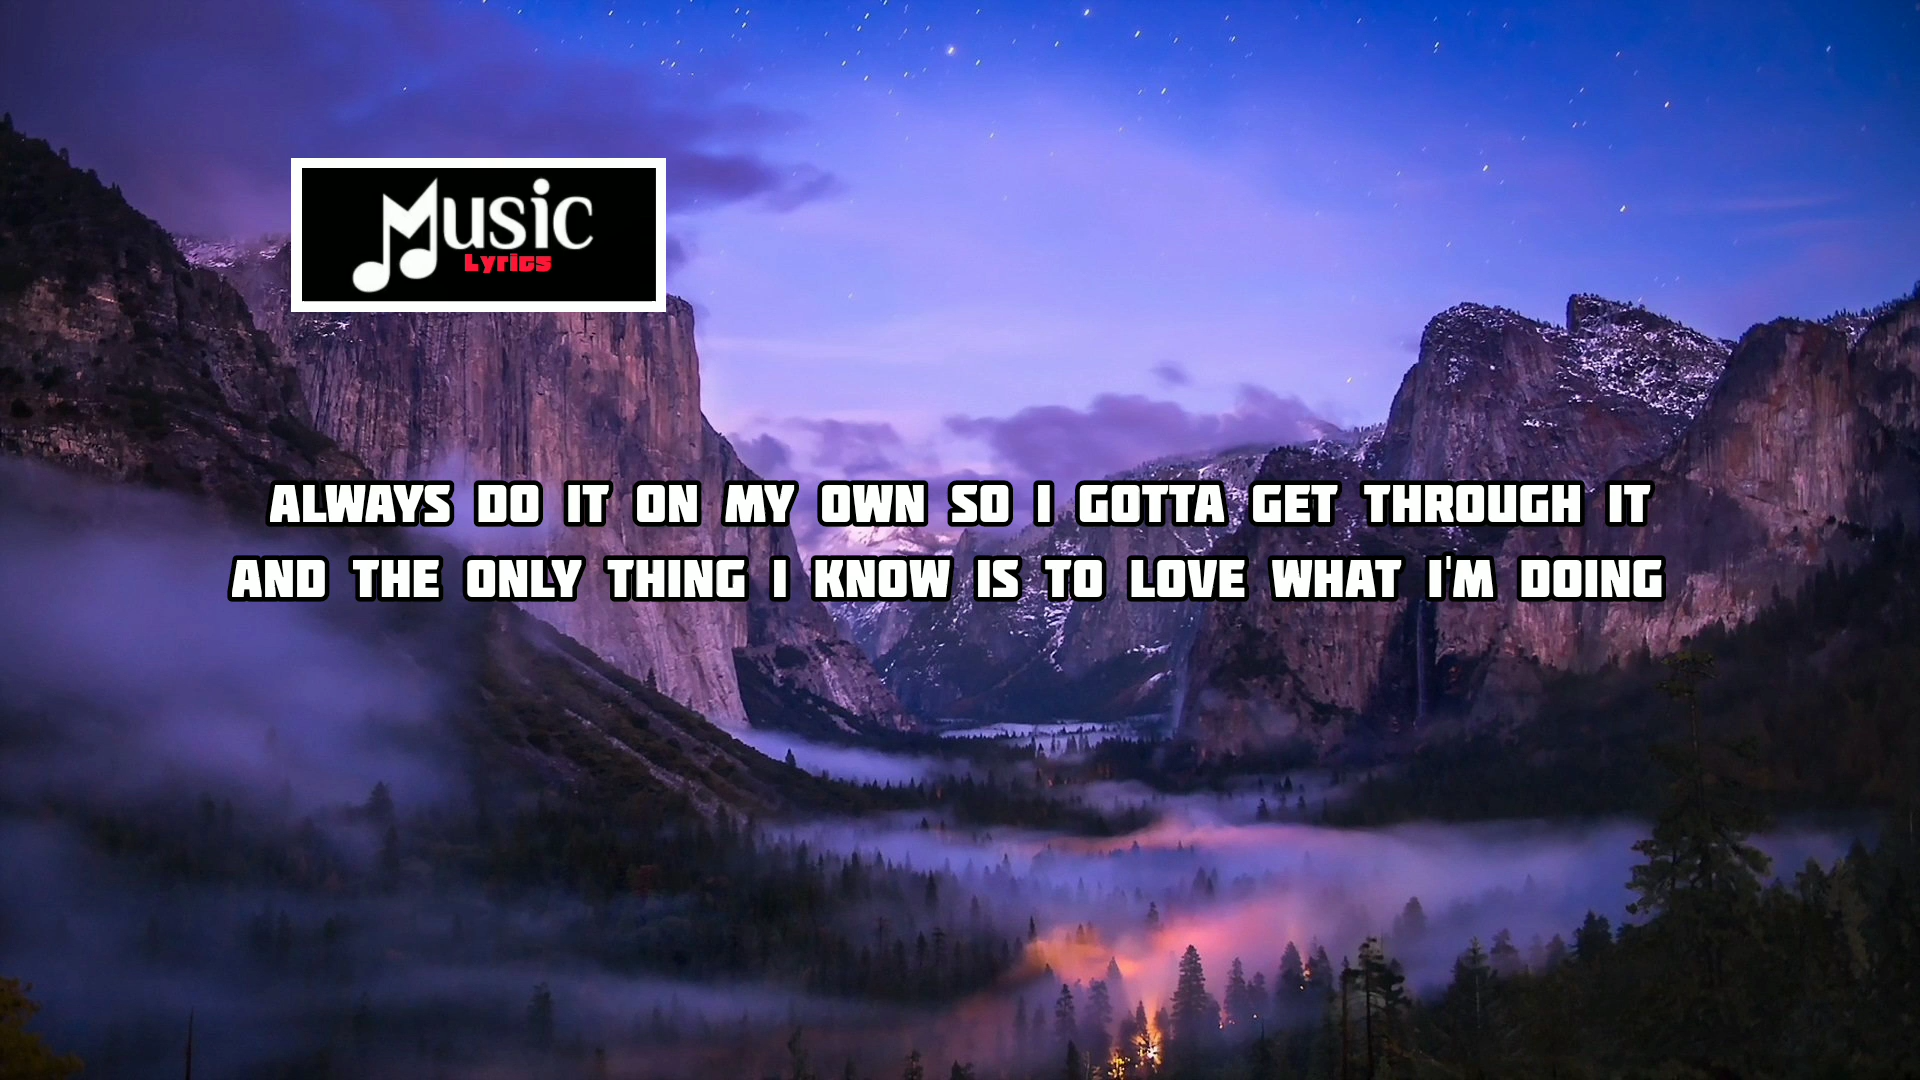 Music
Lyrics
ALWAYS DO IT ON MY OWN SO I GOTTA GET THROUGH IT
AND THE ONLY THING I KNOW IS TO LOVE WHAT I'M DOING